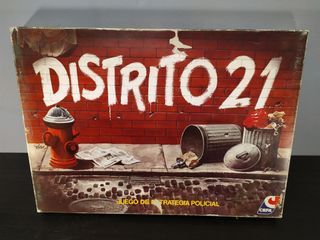 DISTRITO 21
JUEGO DE ESTRATEGIA POLICIAL
CEFA